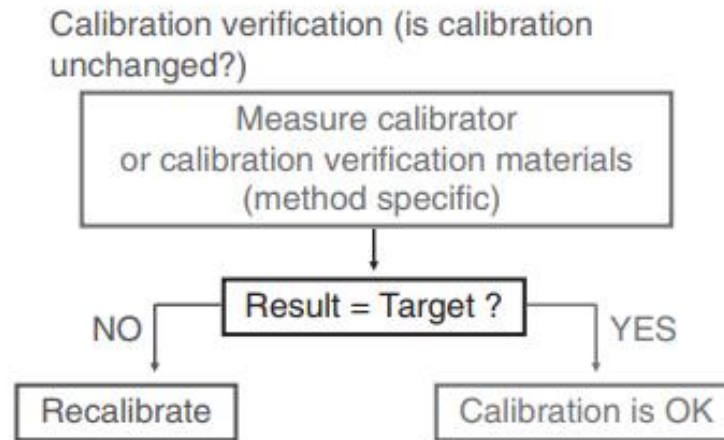 Calibration verification (is calibration
unchanged?)
Measure calibrator
or calibration verification materials
(method specific)
Result = Target ?
NO
YES
Recalibrate
Calibration is OK